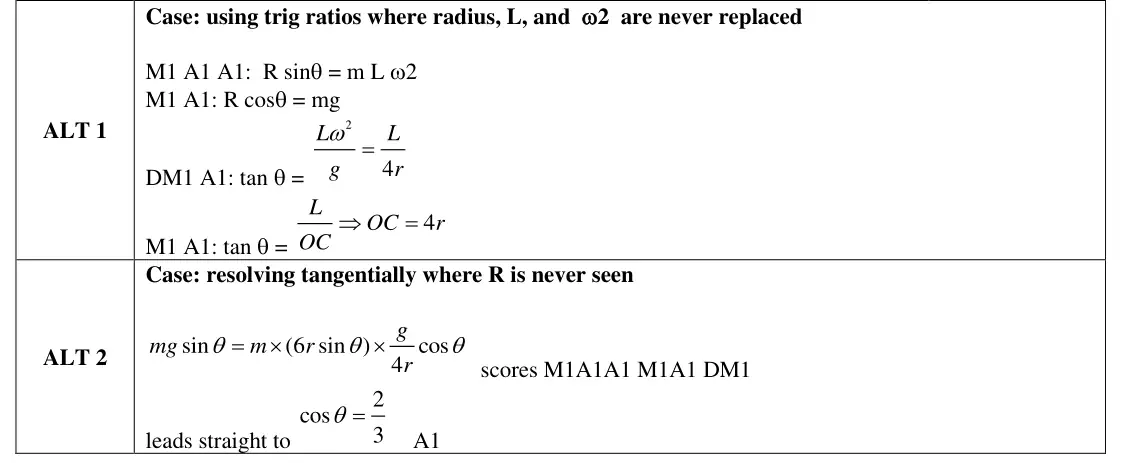 Case: using trig ratios where radius, L, and ω2 are never replaced
M1 A1 A1: R sinθ = m L ω2
M1 A1: R cosθ = mg
ALT 1
DM1 A1: tan θ = Lω²/g = L/4r
M1 A1: tan θ = L/OC ⇒ OC = 4r
Case: resolving tangentially where R is never seen
ALT 2
mg sin θ = m × (6r sin θ) × g/4r cos θ scores M1A1A1 M1A1 DM1
leads straight to cos θ = 2/3 A1